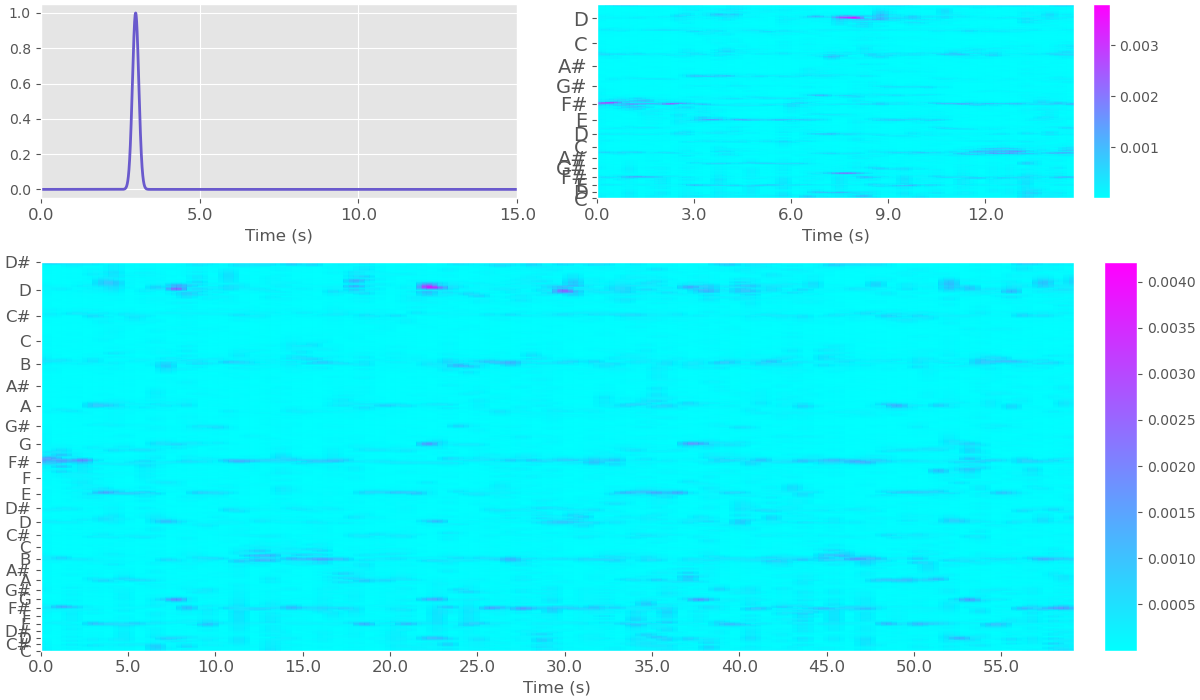 1.0
0.8
0.6
0.4
0.2
0.0
0.0 5.0 10.0 15.0
Time (s)
D
C
A#
G#
F#
E
D
C
A#
G#
F#
E
D
C
0.0 3.0 6.0 9.0 12.0
Time (s)
0.003
0.002
0.001
D#
D
C#
C
B
A#
A
G#
G
F#
F
E
D#
D
C#
C
B
A#
A
G#
G
F#
F
E
D#
D
C#
C
0.0 5.0 10.0 15.0 20.0 25.0 30.0 35.0 40.0 45.0 50.0 55.0
Time (s)
0.0040
0.0035
0.0030
0.0025
0.0020
0.0015
0.0010
0.0005